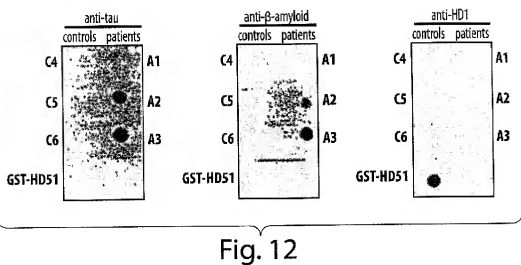 anti-tau
controls patients
C4 A1
C5 A2
C6 A3
GST-HD51
anti-β-amyloid
controls patients
C4 A1
C5 A2
C6 A3
GST-HD51
anti-HD1
controls patients
C4 A1
C5 A2
C6 A3
GST-HD51
Fig. 12